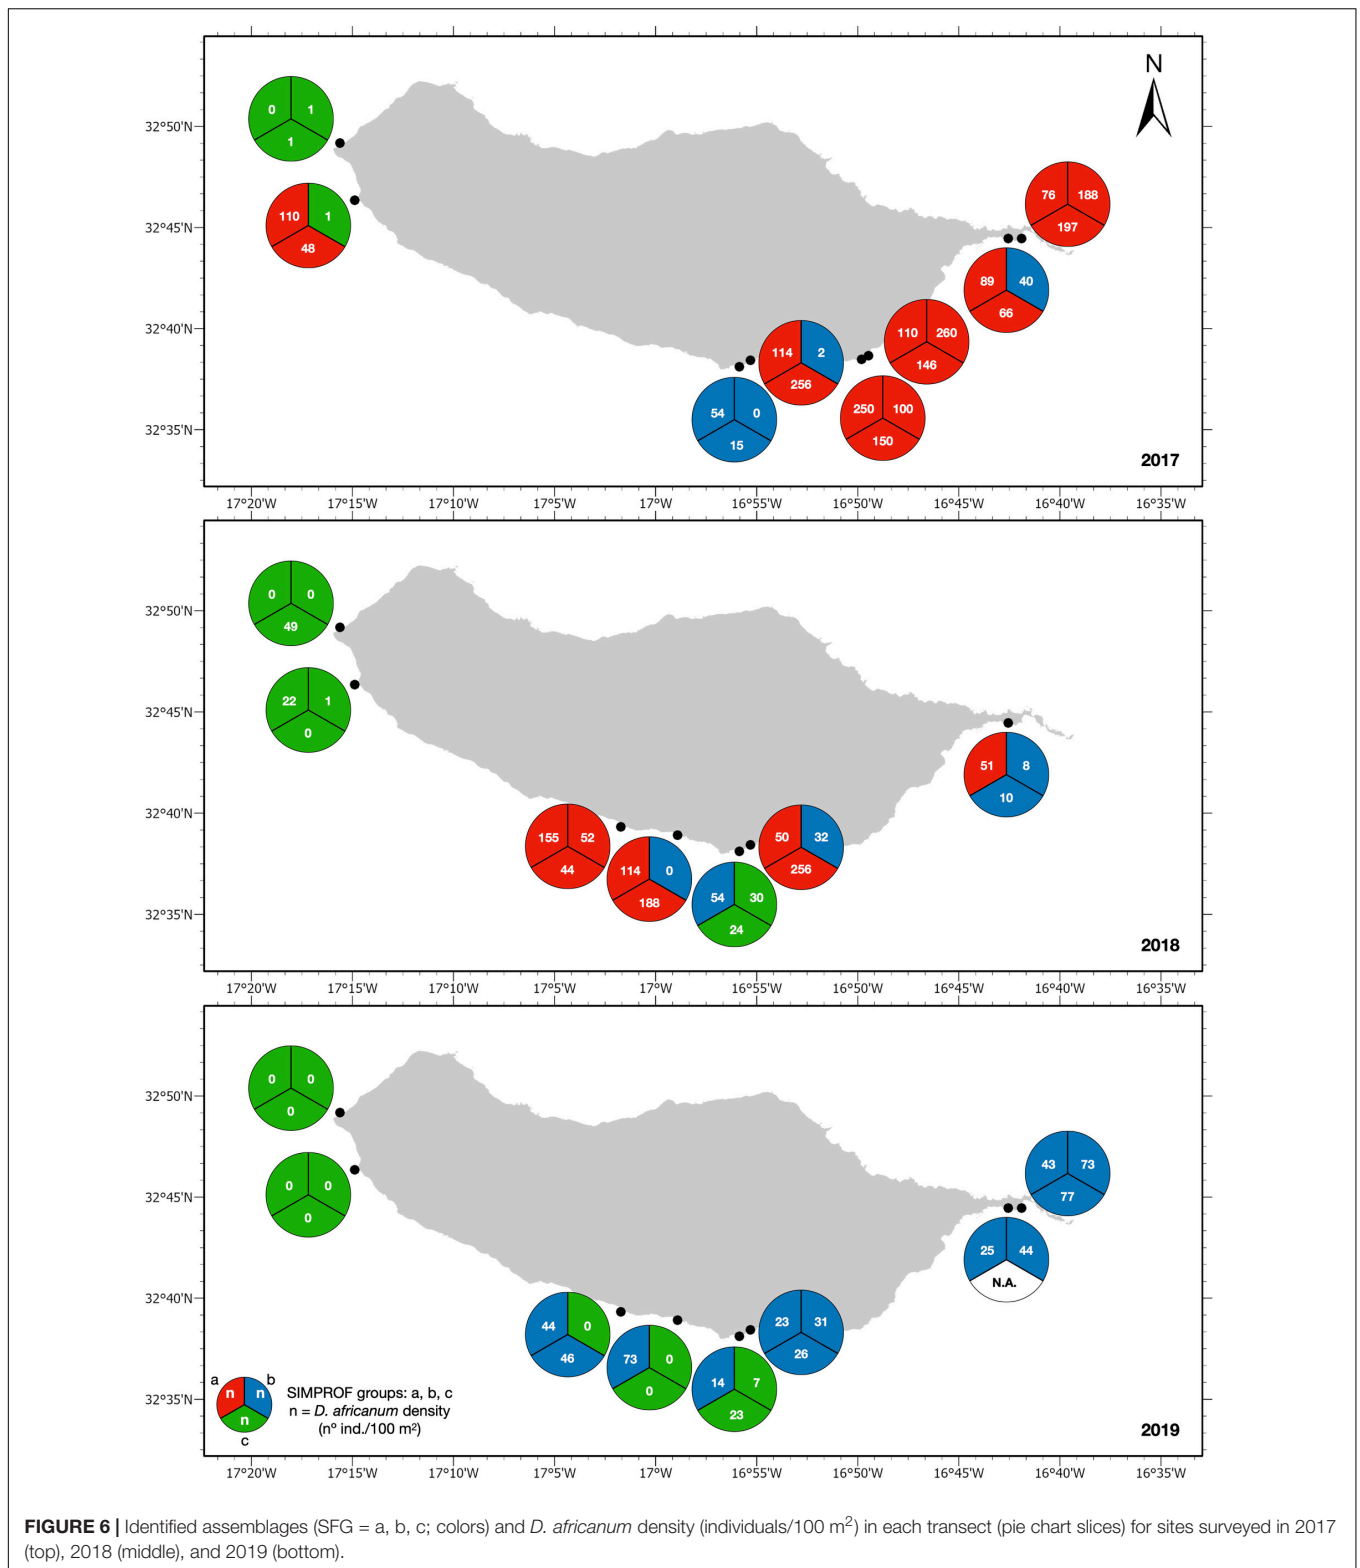 N
32°50'N
32°45'N
32°40'N
32°35'N
0 1
1
110 1
48
76 188
197
89 40
66
110 260
146
114 2
256
250 100
150
54 0
15
2017
17°20'W 17°15'W 17°10'W 17°5'W 17°W 16°55'W 16°50'W 16°45'W 16°40'W 16°35'W
32°50'N
32°45'N
32°40'N
32°35'N
0 0
49
22 1
0
51 8
10
155 52
44
114 0
188
50 32
256
54 30
24
2018
17°20'W 17°15'W 17°10'W 17°5'W 17°W 16°55'W 16°50'W 16°45'W 16°40'W 16°35'W
32°50'N
32°45'N
32°40'N
32°35'N
0 0
0
0 0
0
43 73
77
25 44
N.A.
44 0
46
73 0
0
23 31
26
14 7
23
a b
n n
n
c
SIMPROF groups: a, b, c
n = D. africanum density
(nº ind./100 m²)
2019
17°20'W 17°15'W 17°10'W 17°5'W 17°W 16°55'W 16°50'W 16°45'W 16°40'W 16°35'W
FIGURE 6 | Identified assemblages (SFG = a, b, c; colors) and D. africanum density (individuals/100 m²) in each transect (pie chart slices) for sites surveyed in 2017
(top), 2018 (middle), and 2019 (bottom).